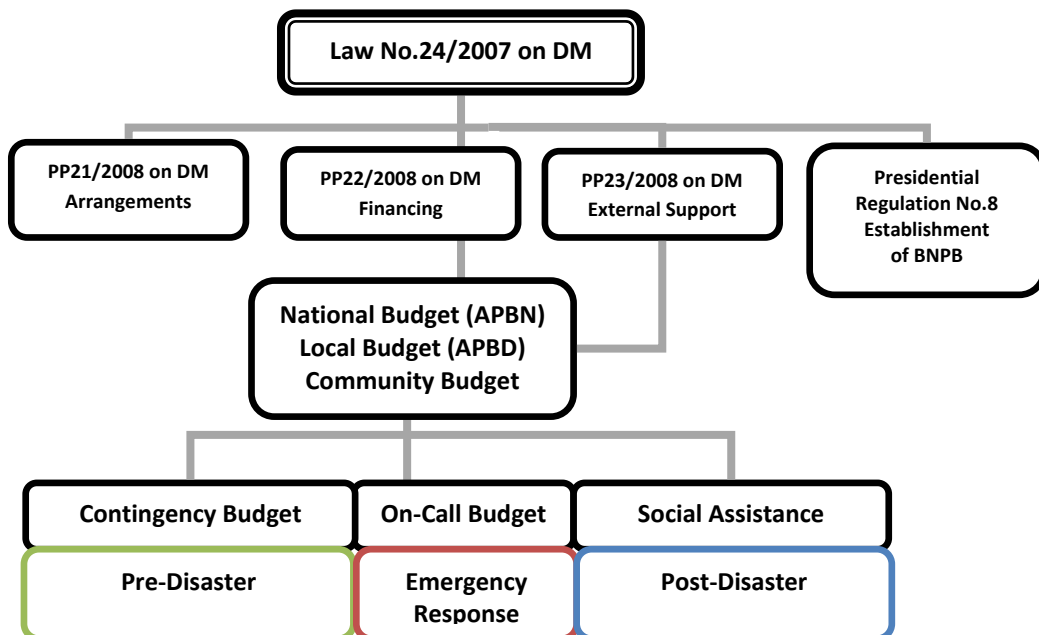 Law No.24/2007 on DM
PP21/2008 on DM
Arrangements
PP22/2008 on DM
Financing
PP23/2008 on DM
External Support
Presidential
Regulation No.8
Establishment
of BNPB
National Budget (APBN)
Local Budget (APBD)
Community Budget
Contingency Budget
On-Call Budget
Social Assistance
Pre-Disaster
Emergency
Response
Post-Disaster